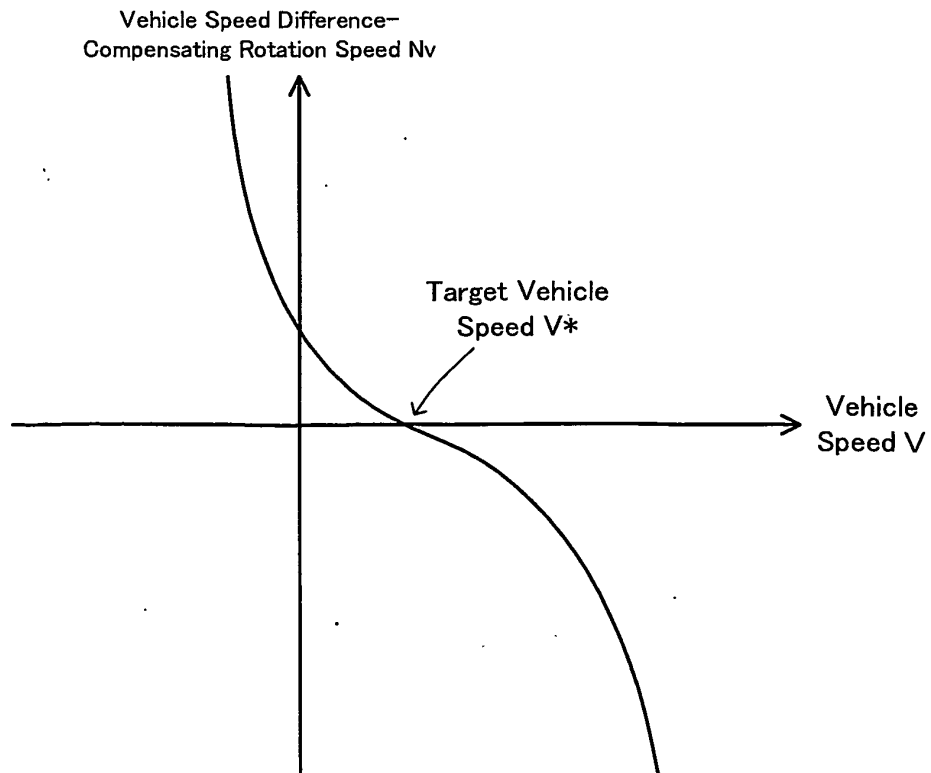 Vehicle Speed Difference-
Compensating Rotation Speed Nv
Target Vehicle
Speed V*
Vehicle
Speed V